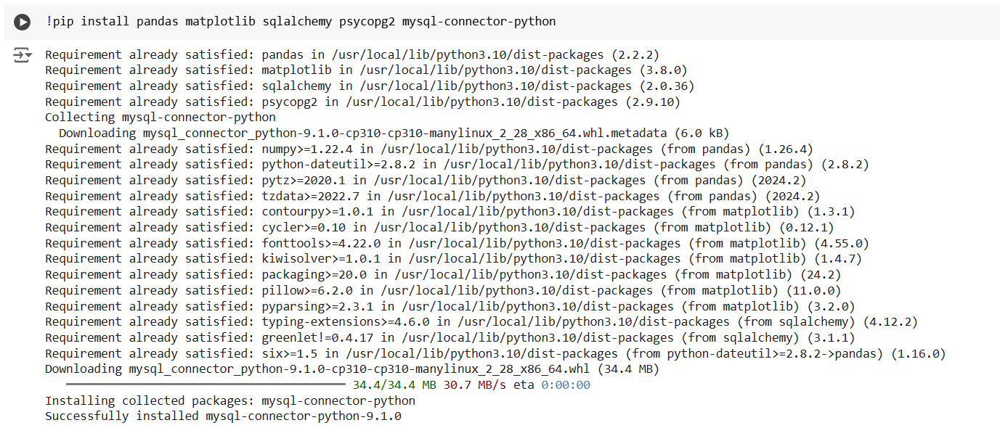 !pip install pandas matplotlib sqlalchemy psycopg2 mysql-connector-python
Requirement already satisfied: pandas in /usr/local/lib/python3.10/dist-packages (2.2.2)
Requirement already satisfied: matplotlib in /usr/local/lib/python3.10/dist-packages (3.8.0)
Requirement already satisfied: sqlalchemy in /usr/local/lib/python3.10/dist-packages (2.0.36)
Requirement already satisfied: psycopg2 in /usr/local/lib/python3.10/dist-packages (2.9.10)
Collecting mysql-connector-python
  Downloading mysql_connector_python-9.1.0-cp310-cp310-manylinux_2_28_x86_64.whl.metadata (6.0 kB)
Requirement already satisfied: numpy>=1.22.4 in /usr/local/lib/python3.10/dist-packages (from pandas) (1.26.4)
Requirement already satisfied: python-dateutil>=2.8.2 in /usr/local/lib/python3.10/dist-packages (from pandas) (2.8.2)
Requirement already satisfied: pytz>=2020.1 in /usr/local/lib/python3.10/dist-packages (from pandas) (2024.2)
Requirement already satisfied: tzdata>=2022.7 in /usr/local/lib/python3.10/dist-packages (from pandas) (2024.2)
Requirement already satisfied: contourpy>=1.0.1 in /usr/local/lib/python3.10/dist-packages (from matplotlib) (1.3.1)
Requirement already satisfied: cycler>=0.10 in /usr/local/lib/python3.10/dist-packages (from matplotlib) (0.12.1)
Requirement already satisfied: fonttools>=4.22.0 in /usr/local/lib/python3.10/dist-packages (from matplotlib) (4.55.0)
Requirement already satisfied: kiwisolver>=1.0.1 in /usr/local/lib/python3.10/dist-packages (from matplotlib) (1.4.7)
Requirement already satisfied: packaging>=20.0 in /usr/local/lib/python3.10/dist-packages (from matplotlib) (24.2)
Requirement already satisfied: pillow>=6.2.0 in /usr/local/lib/python3.10/dist-packages (from matplotlib) (11.0.0)
Requirement already satisfied: pyparsing>=2.3.1 in /usr/local/lib/python3.10/dist-packages (from matplotlib) (3.2.0)
Requirement already satisfied: typing-extensions>=4.6.0 in /usr/local/lib/python3.10/dist-packages (from sqlalchemy) (4.12.2)
Requirement already satisfied: greenlet!=0.4.17 in /usr/local/lib/python3.10/dist-packages (from sqlalchemy) (3.1.1)
Requirement already satisfied: six>=1.5 in /usr/local/lib/python3.10/dist-packages (from python-dateutil>=2.8.2->pandas) (1.16.0)
Downloading mysql_connector_python-9.1.0-cp310-cp310-manylinux_2_28_x86_64.whl (34.4 MB)
34.4/34.4 MB 30.7 MB/s eta 0:00:00
Installing collected packages: mysql-connector-python
Successfully installed mysql-connector-python-9.1.0